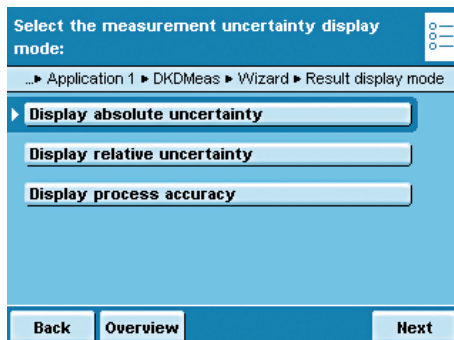 Select the measurement uncertainty display
mode:
...▸ Application 1 ▸ DKDMeas ▸ Wizard ▸ Result display mode
Display absolute uncertainty
Display relative uncertainty
Display process accuracy
Back Overview Next